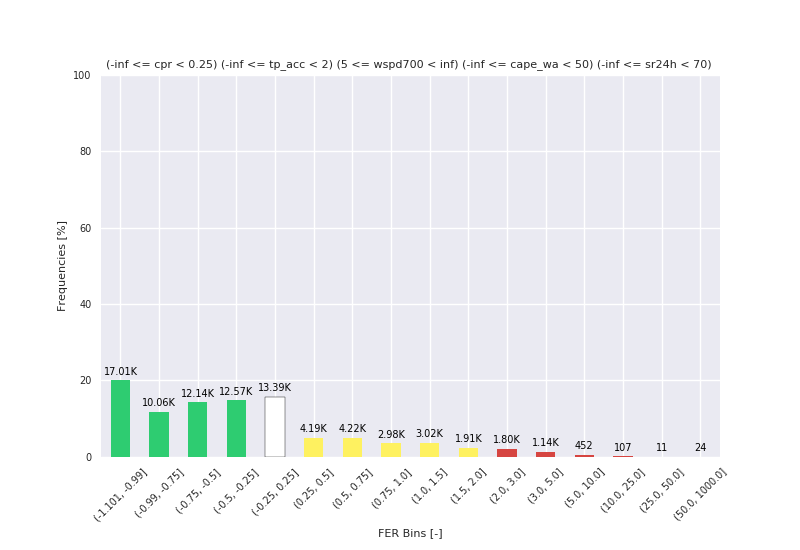 (-inf <= cpr < 0.25) (-inf <= tp_acc < 2) (5 <= wspd700 < inf) (-inf <= cape_wa < 50) (-inf <= sr24h < 70)
100
80
60
40
20
0
Frequencies [%]
17.01K
10.06K
12.14K
12.57K
13.39K
4.19K
4.22K
2.98K
3.02K
1.91K
1.80K
1.14K
452
107
11
24
(-1.101, -0.99]
(-0.99, -0.75]
(-0.75, -0.5]
(-0.5, -0.25]
(-0.25, 0.25]
(0.25, 0.5]
(0.5, 0.75]
(0.75, 1.0]
(1.0, 1.5]
(1.5, 2.0]
(2.0, 3.0]
(3.0, 5.0]
(5.0, 10.0]
(10.0, 25.0]
(25.0, 50.0]
(50.0, 1000.0]
FER Bins [-]